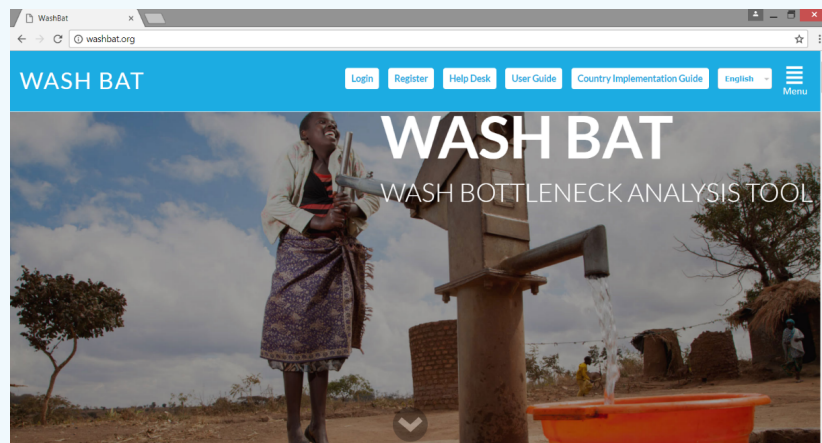 WashBat
washbat.org
WASH BAT
Login Register Help Desk User Guide Country Implementation Guide English
Menu
WASH BAT
WASH BOTTLENECK ANALYSIS TOOL